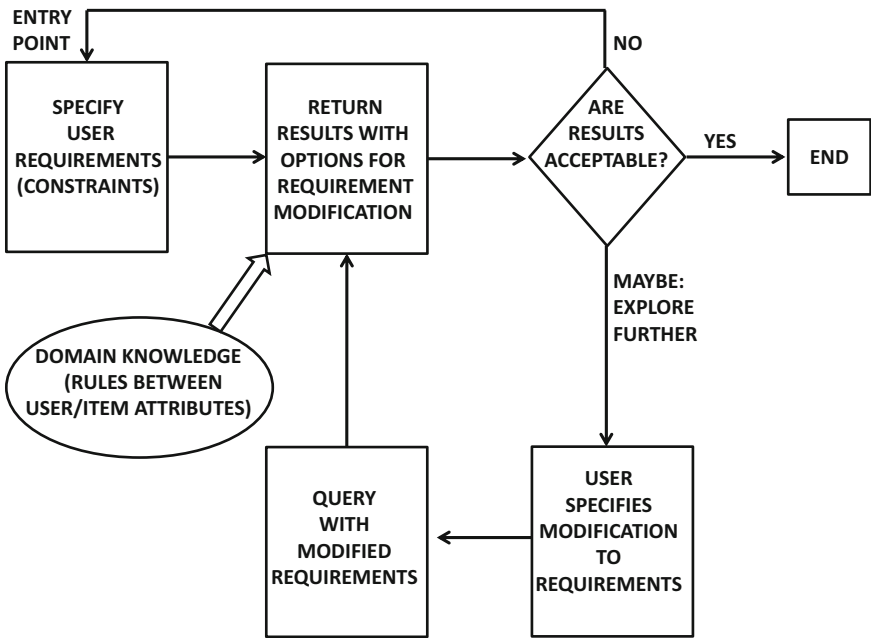 ENTRY
POINT
NO
SPECIFY
USER
REQUIREMENTS
(CONSTRAINTS)
RETURN
RESULTS WITH
OPTIONS FOR
REQUIREMENT
MODIFICATION
ARE
RESULTS
ACCEPTABLE?
YES
END
MAYBE:
EXPLORE
FURTHER
DOMAIN KNOWLEDGE
(RULES BETWEEN
USER/ITEM ATTRIBUTES)
QUERY
WITH
MODIFIED
REQUIREMENTS
USER
SPECIFIES
MODIFICATION
TO
REQUIREMENTS